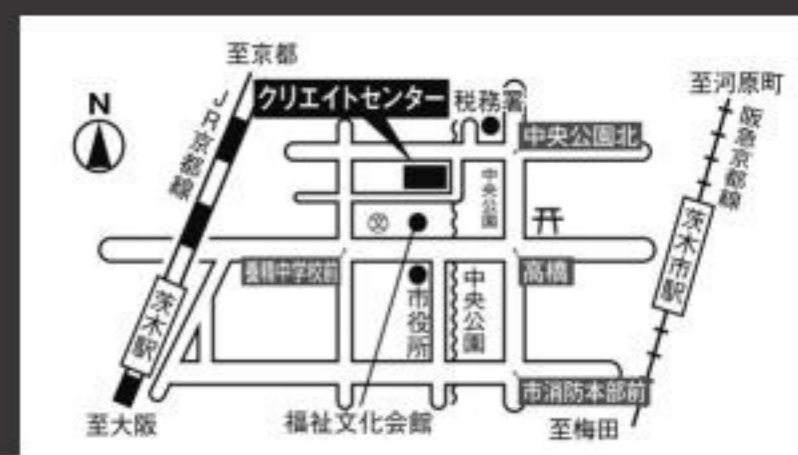 至京都
クリエイトセンター
税務署
至河原町
N
JR京都線
中央公園北
阪急京都線
中央公園
文
茨木市駅
養精中学校前
高橋
茨木駅
市役所
中央公園
市消防本部前
至大阪
福祉文化会館
至梅田